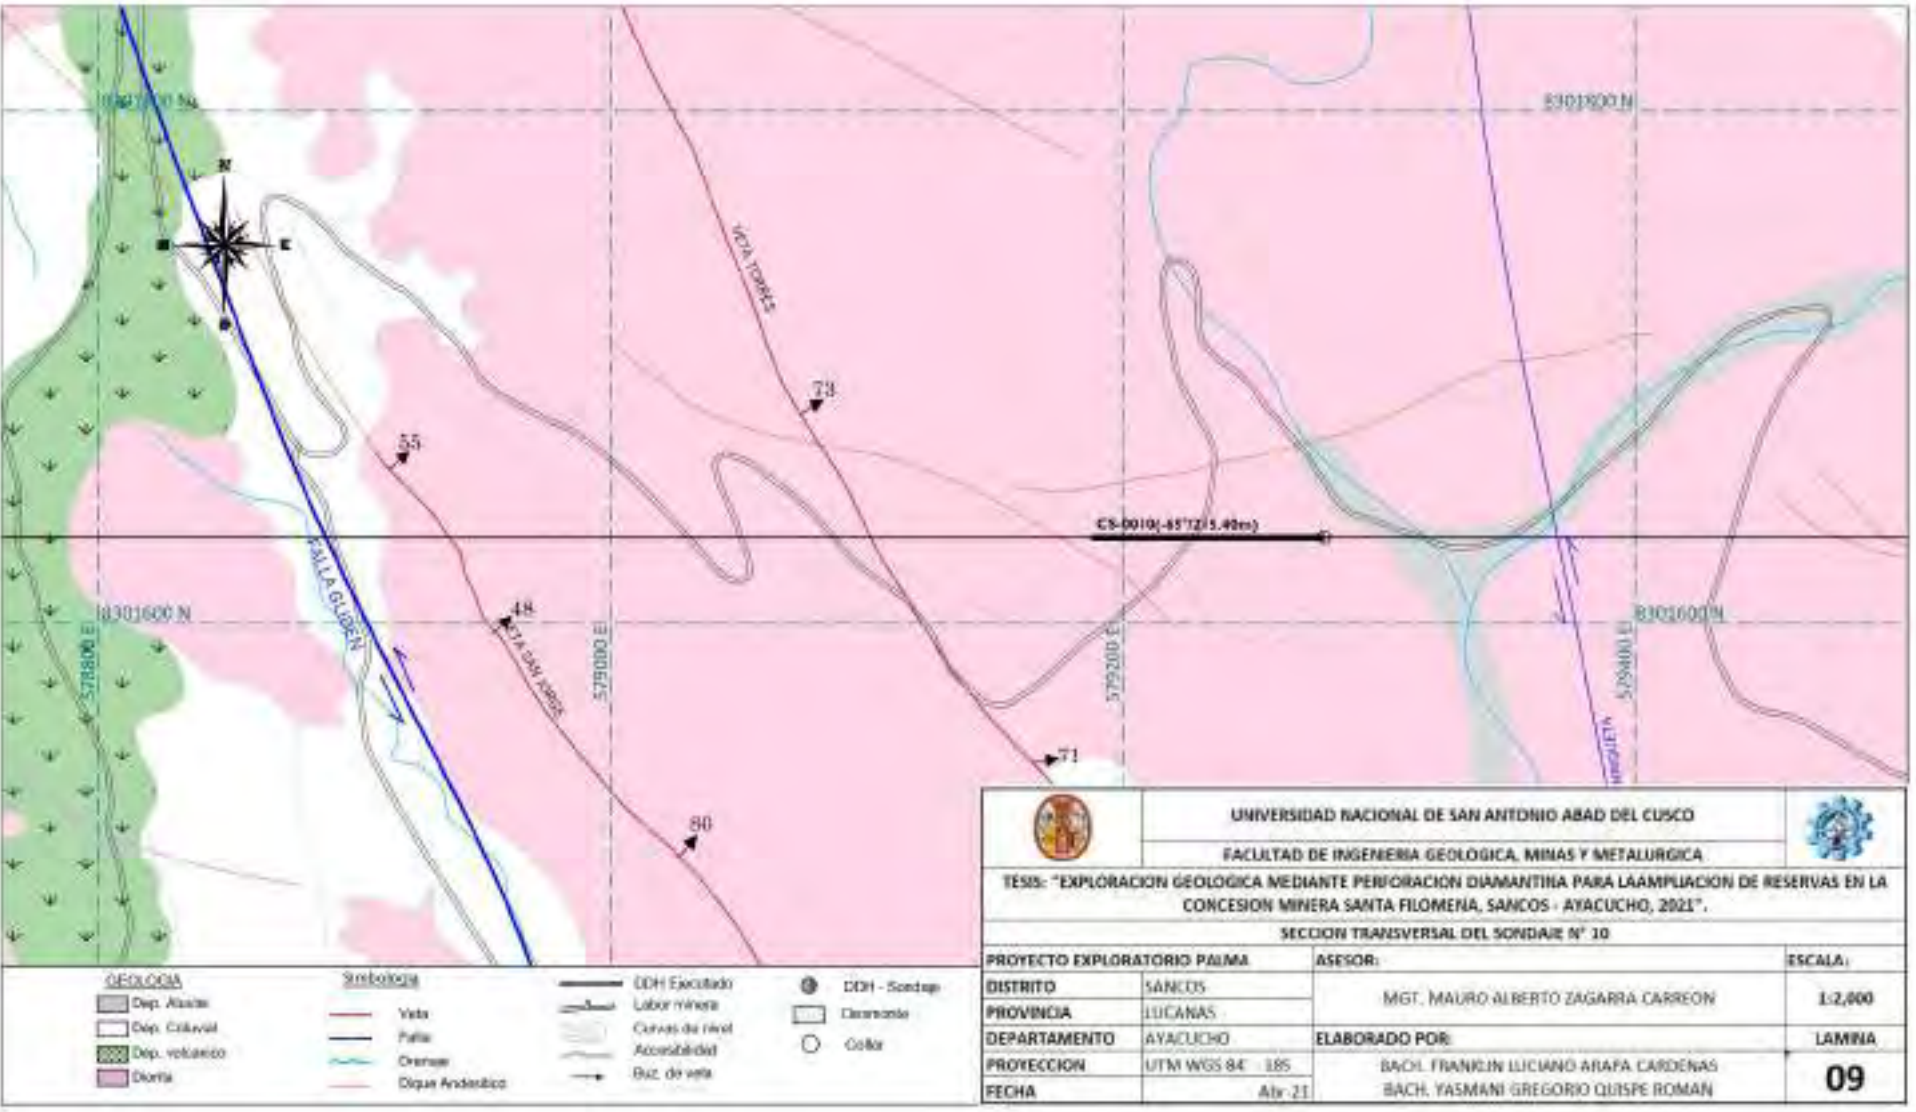 8301800 N
8301800 N
N
E
VETA TORRES
73
55
CS-0010(-65°/215.40m)
FALLA GLIDEN
48
VETA SAN JORGE
8301600 N
8301600 N
578800 E
579000 E
579200 E
579400 E
71
80
UNIVERSIDAD NACIONAL DE SAN ANTONIO ABAD DEL CUSCO
FACULTAD DE INGENIERIA GEOLOGICA, MINAS Y METALURGICA
TESIS: "EXPLORACION GEOLOGICA MEDIANTE PERFORACION DIAMANTINA PARA LAAMPLIACION DE RESERVAS EN LA
CONCESION MINERA SANTA FILOMENA, SANCOS - AYACUCHO, 2021".
SECCION TRANSVERSAL DEL SONDAJE N° 10
PROYECTO EXPLORATORIO PALMA
ASESOR:
ESCALA:
DISTRITO SANCOS
MGT. MAURO ALBERTO ZAGARRA CARREON
1:2,000
PROVINCIA LUCANAS
DEPARTAMENTO AYACUCHO
ELABORADO POR:
LAMINA
PROYECCION UTM WGS 84 - 18S
BACH. FRANKLIN LUCIANO ARAPA CARDENAS
09
FECHA Abr-21
BACH. YASMANI GREGORIO QUISPE ROMAN
GEOLOGIA
Dep. Coluvial
Dep. volcanico
Diorita
Simbologia
Veta
Falla
Drenaje
Dique Andesitico
DDH Ejecutado
Labor minera
Curvas de nivel
Accesibilidad
Buz. de veta
DDH - Sondaje
Desmonte
Collar